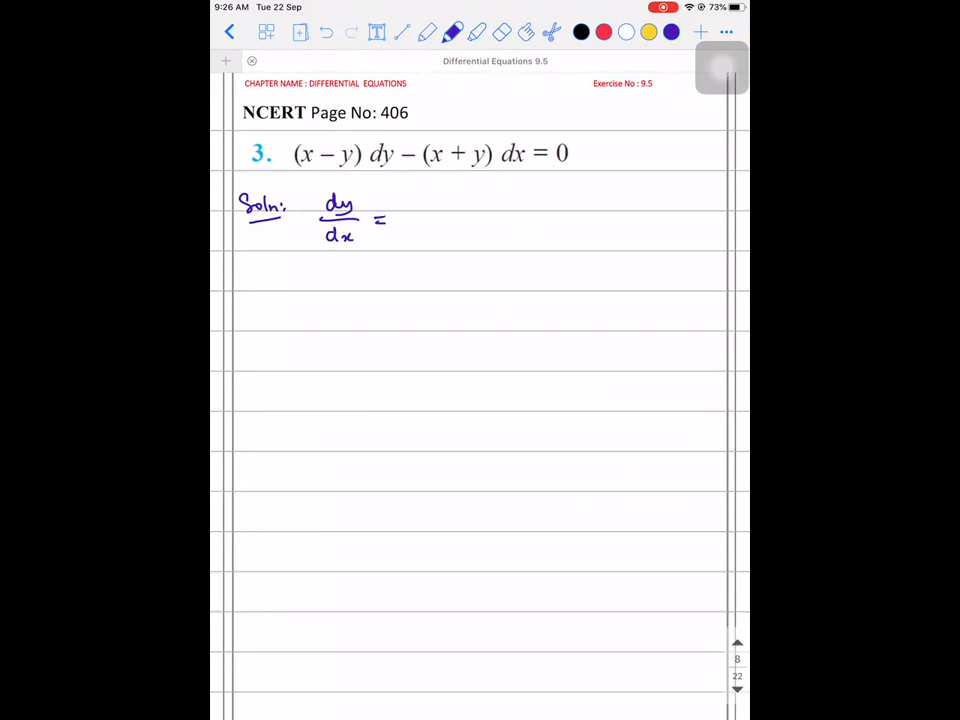 9:26 AM Tue 22 Sep 73%
Differential Equations 9.5
CHAPTER NAME : DIFFERENTIAL EQUATIONS Exercise No : 9.5
NCERT Page No: 406
3. (x – y) dy – (x + y) dx = 0
Soln: dy/dx =
8
22